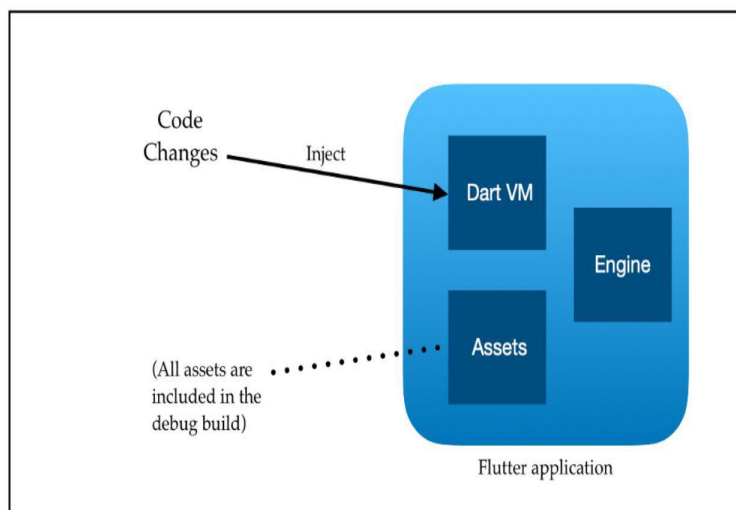 Code
Changes
Inject
Dart VM
Engine
Assets
(All assets are
included in the
debug build)
Flutter application